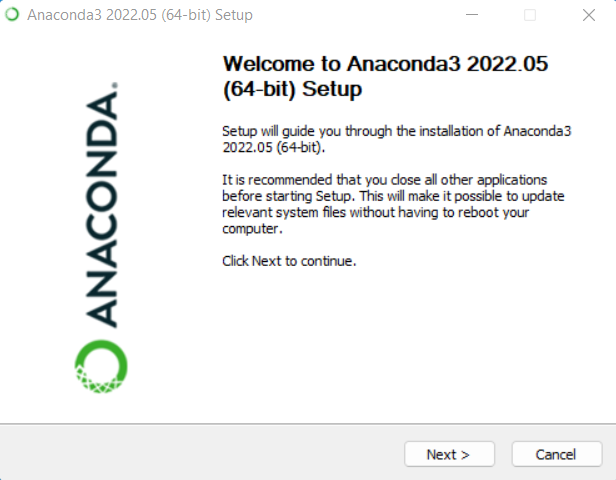 Anaconda3 2022.05 (64-bit) Setup
Welcome to Anaconda3 2022.05
(64-bit) Setup
ANACONDA.
Setup will guide you through the installation of Anaconda3
2022.05 (64-bit).
It is recommended that you close all other applications
before starting Setup. This will make it possible to update
relevant system files without having to reboot your
computer.
Click Next to continue.
Next >
Cancel